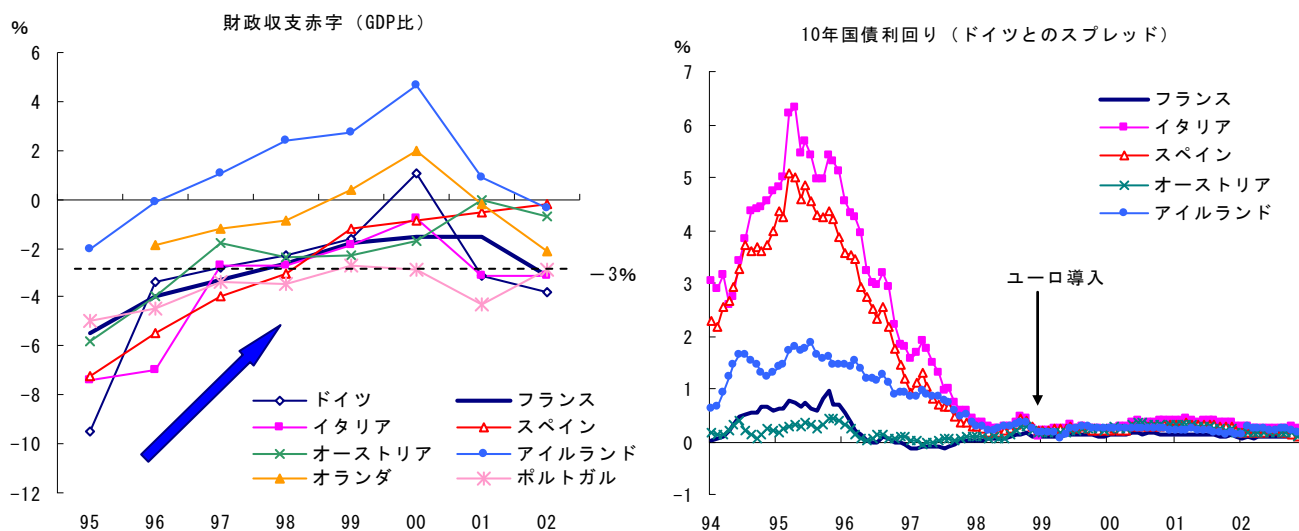 財政収支赤字（GDP比）
%
6
4
2
0
−2
−4
−6
−8
−10
−12
95 96 97 98 99 00 01 02
−3%
ドイツ フランス
イタリア スペイン
オーストリア アイルランド
オランダ ポルトガル
10年国債利回り（ドイツとのスプレッド）
%
7
6
5
4
3
2
1
0
−1
94 95 96 97 98 99 00 01 02
フランス
イタリア
スペイン
オーストリア
アイルランド
ユーロ導入